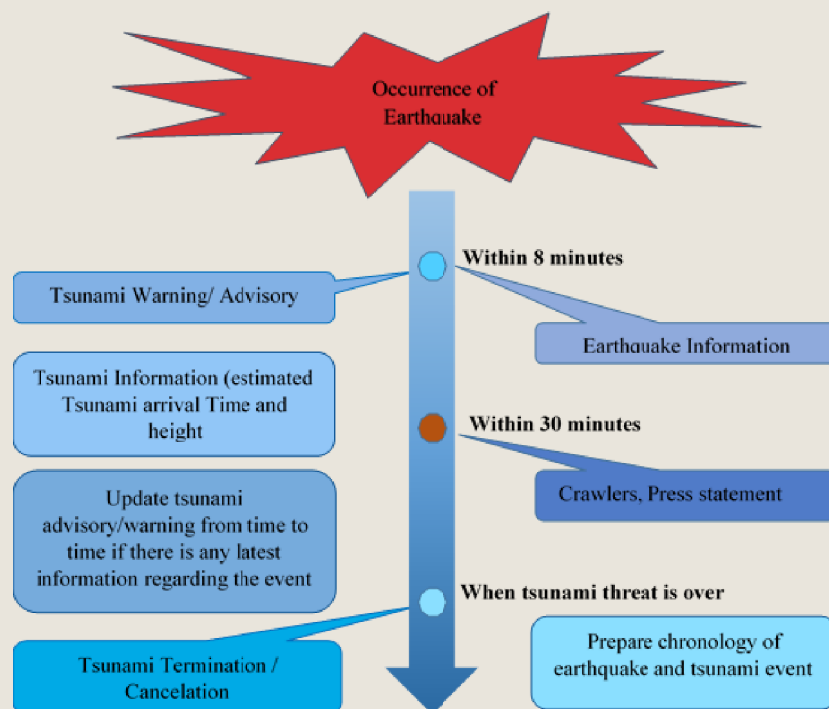 Occurrence of
Earthquake
Within 8 minutes
Tsunami Warning/ Advisory
Earthquake Information
Tsunami Information (estimated
Tsunami arrival Time and
height
Within 30 minutes
Crawlers, Press statement
Update tsunami
advisory/warning from time to
time if there is any latest
information regarding the event
When tsunami threat is over
Tsunami Termination /
Cancelation
Prepare chronology of
earthquake and tsunami event